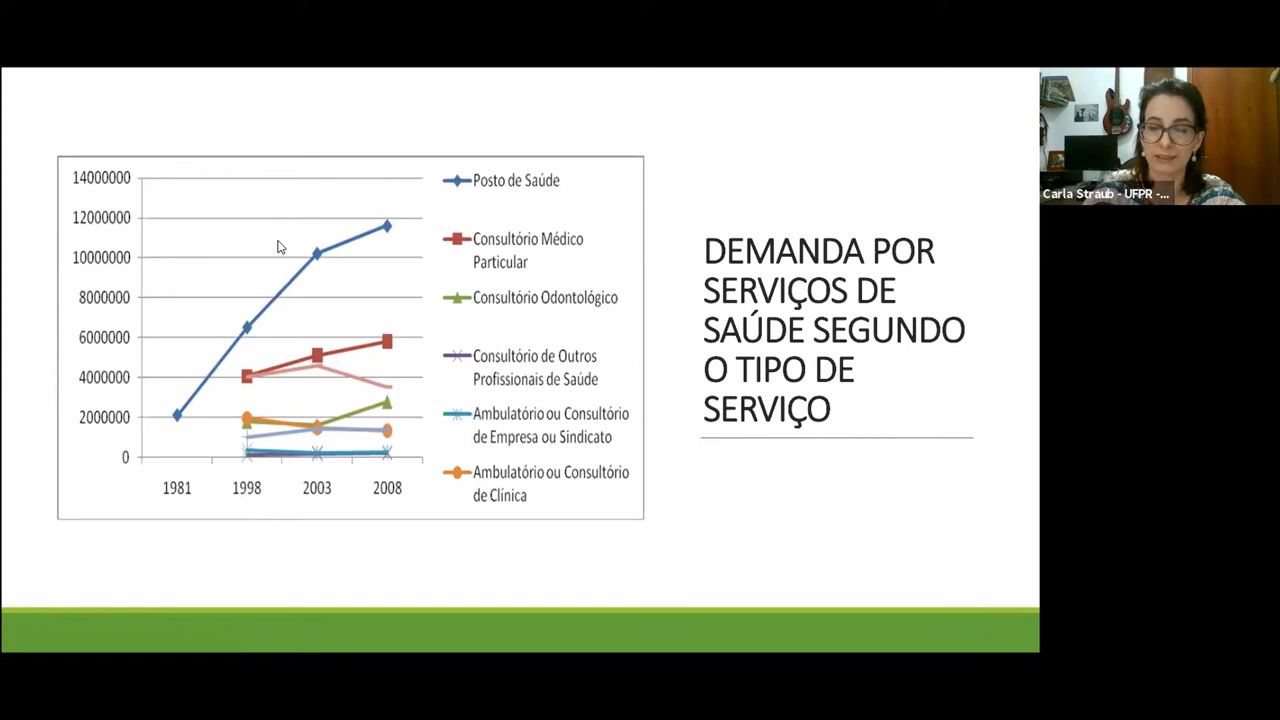 14000000
12000000
10000000
8000000
6000000
4000000
2000000
0
1981 1998 2003 2008
Posto de Saúde
Consultório Médico
Particular
Consultório Odontológico
Consultório de Outros
Profissionais de Saúde
Ambulatório ou Consultório
de Empresa ou Sindicato
Ambulatório ou Consultório
de Clínica
DEMANDA POR
SERVIÇOS DE
SAÚDE SEGUNDO
O TIPO DE
SERVIÇO
Carla Straub - UFPR -...